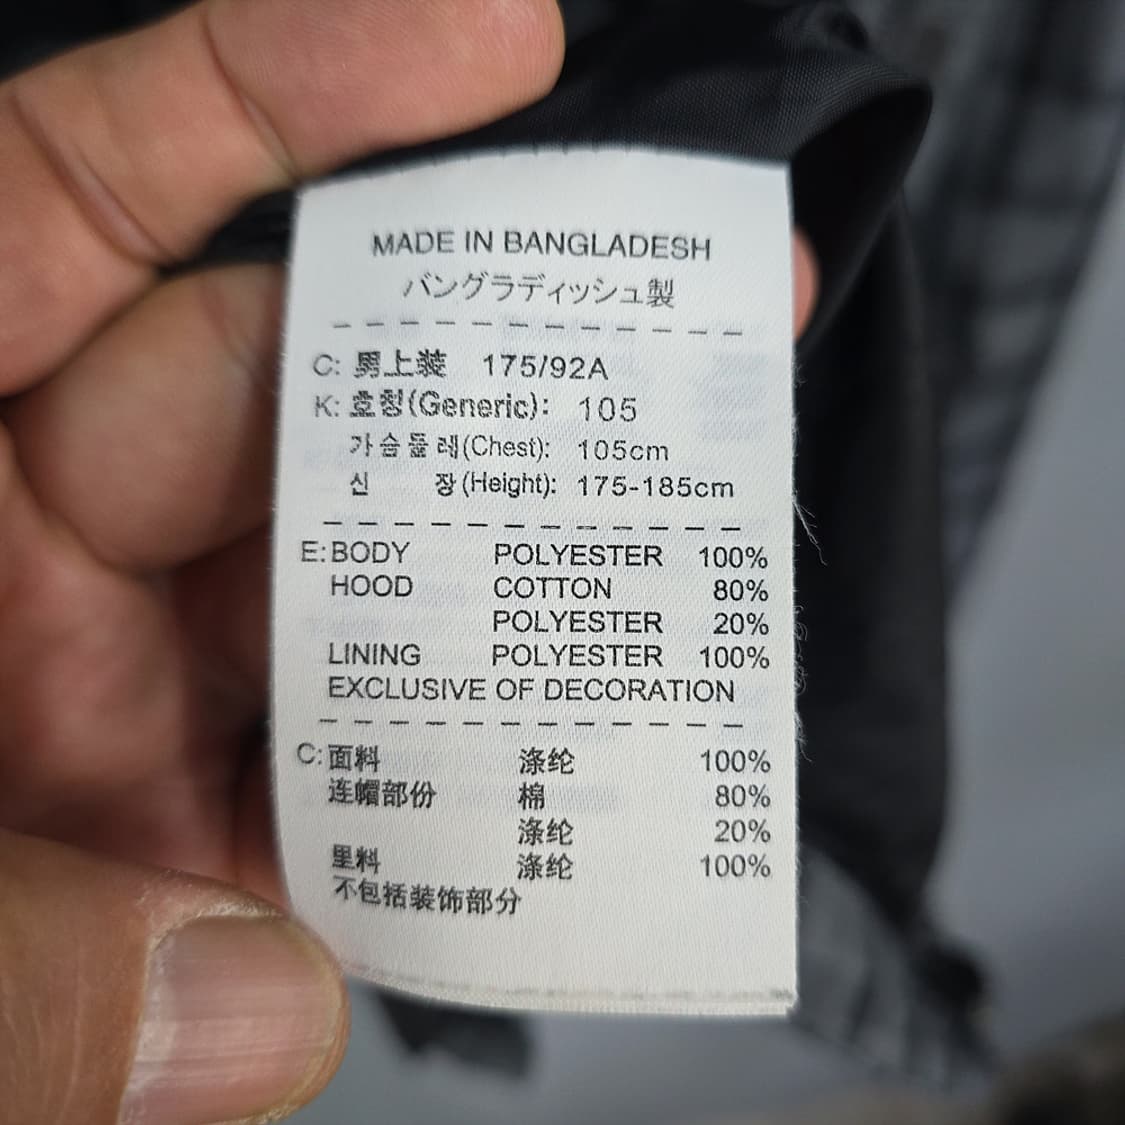 MADE IN BANGLADESH
バングラディッシュ製
C: 男上装 175/92A
K: 호칭(Generic): 105
가슴둘레(Chest): 105cm
신 장(Height): 175-185cm
E: BODY POLYESTER 100%
HOOD COTTON 80%
POLYESTER 20%
LINING POLYESTER 100%
EXCLUSIVE OF DECORATION
C: 面料 涤纶 100%
连帽部份 棉 80%
涤纶 20%
里料 涤纶 100%
不包括装饰部分